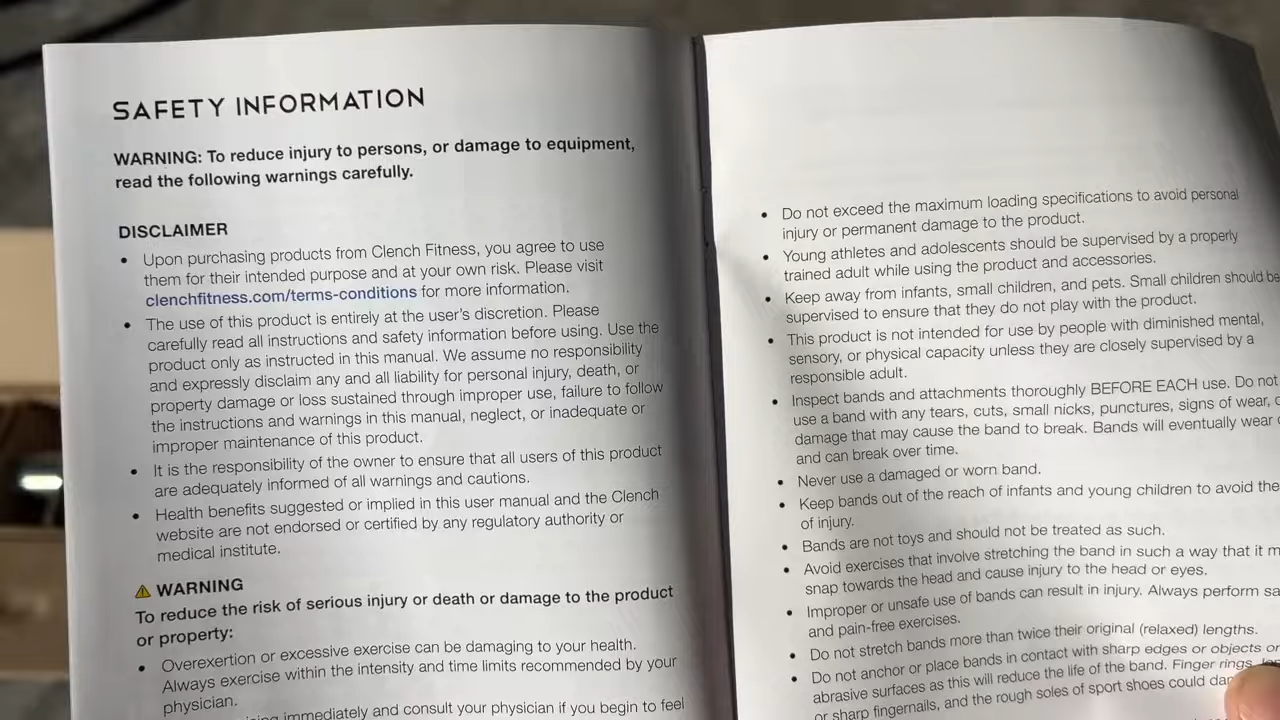 SAFETY INFORMATION
WARNING: To reduce injury to persons, or damage to equipment,
read the following warnings carefully.
DISCLAIMER
• Upon purchasing products from Clench Fitness, you agree to use
them for their intended purpose and at your own risk. Please visit
clenchfitness.com/terms-conditions for more information.
• The use of this product is entirely at the user's discretion. Please
carefully read all instructions and safety information before using. Use the
product only as instructed in this manual. We assume no responsibility
and expressly disclaim any and all liability for personal injury, death, or
property damage or loss sustained through improper use, failure to follow
the instructions and warnings in this manual, neglect, or inadequate or
improper maintenance of this product.
• It is the responsibility of the owner to ensure that all users of this product
are adequately informed of all warnings and cautions.
• Health benefits suggested or implied in this user manual and the Clench
website are not endorsed or certified by any regulatory authority or
medical institute.
⚠ WARNING
To reduce the risk of serious injury or death or damage to the product
or property:
• Overexertion or excessive exercise can be damaging to your health.
Always exercise within the intensity and time limits recommended by your
physician.
immediately and consult your physician if you begin to feel
• Do not exceed the maximum loading specifications to avoid personal
injury or permanent damage to the product.
• Young athletes and adolescents should be supervised by a properly
trained adult while using the product and accessories.
• Keep away from infants, small children, and pets. Small children should be
supervised to ensure that they do not play with the product.
• This product is not intended for use by people with diminished mental,
sensory, or physical capacity unless they are closely supervised by a
responsible adult.
• Inspect bands and attachments thoroughly BEFORE EACH use. Do not
use a band with any tears, cuts, small nicks, punctures, signs of wear,
damage that may cause the band to break. Bands will eventually wear
and can break over time.
• Never use a damaged or worn band.
• Keep bands out of the reach of infants and young children to avoid the
of injury.
• Bands are not toys and should not be treated as such.
• Avoid exercises that involve stretching the band in such a way that it
snap towards the head and cause injury to the head or eyes.
• Improper or unsafe use of bands can result in injury. Always perform
and pain-free exercises.
• Do not stretch bands more than twice their original (relaxed) lengths.
• Do not anchor or place bands in contact with sharp edges or objects or
abrasive surfaces as this will reduce the life of the band. Finger rings,
or sharp fingernails, and the rough soles of sport shoes could